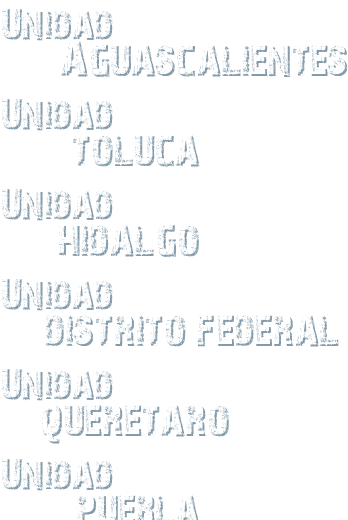 Unidad
Aguascalientes
Unidad
Toluca
Unidad
Hidalgo
Unidad
Distrito Federal
Unidad
Queretaro
Unidad
Puebla